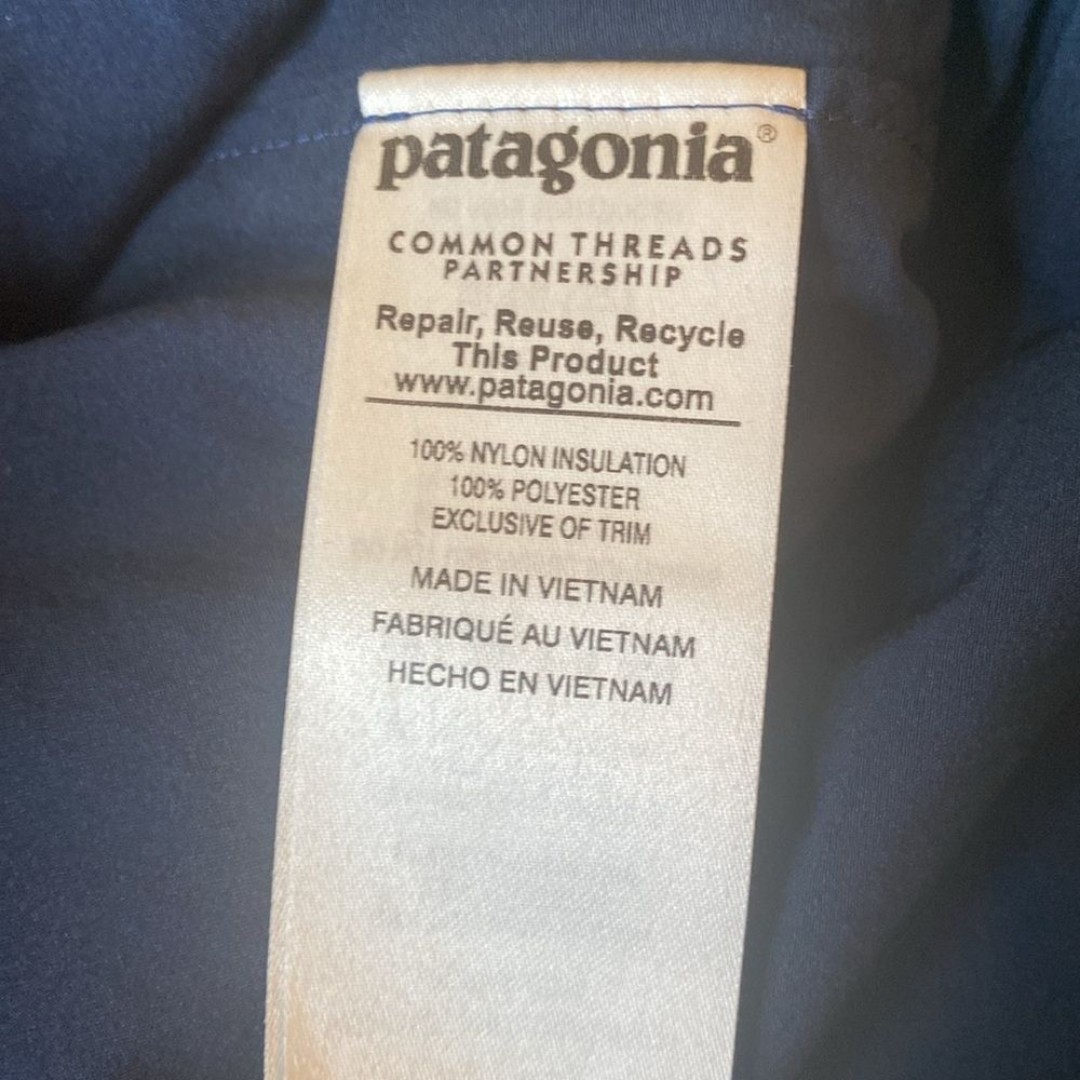 patagonia®
COMMON THREADS
PARTNERSHIP
Repair, Reuse, Recycle
This Product
www.patagonia.com
100% NYLON INSULATION
100% POLYESTER
EXCLUSIVE OF TRIM
MADE IN VIETNAM
FABRIQUÉ AU VIETNAM
HECHO EN VIETNAM